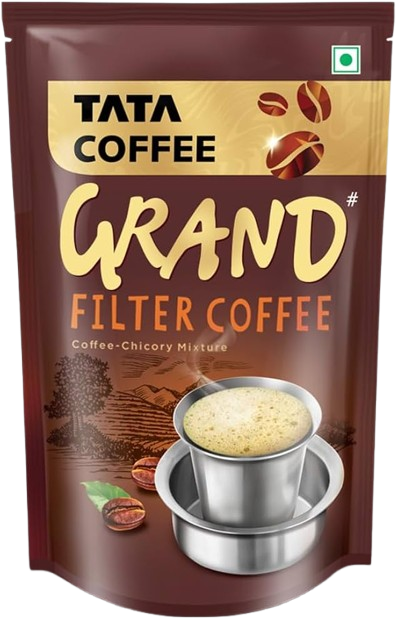 TATA
COFFEE
GRAND#
FILTER COFFEE
Coffee-Chicory Mixture